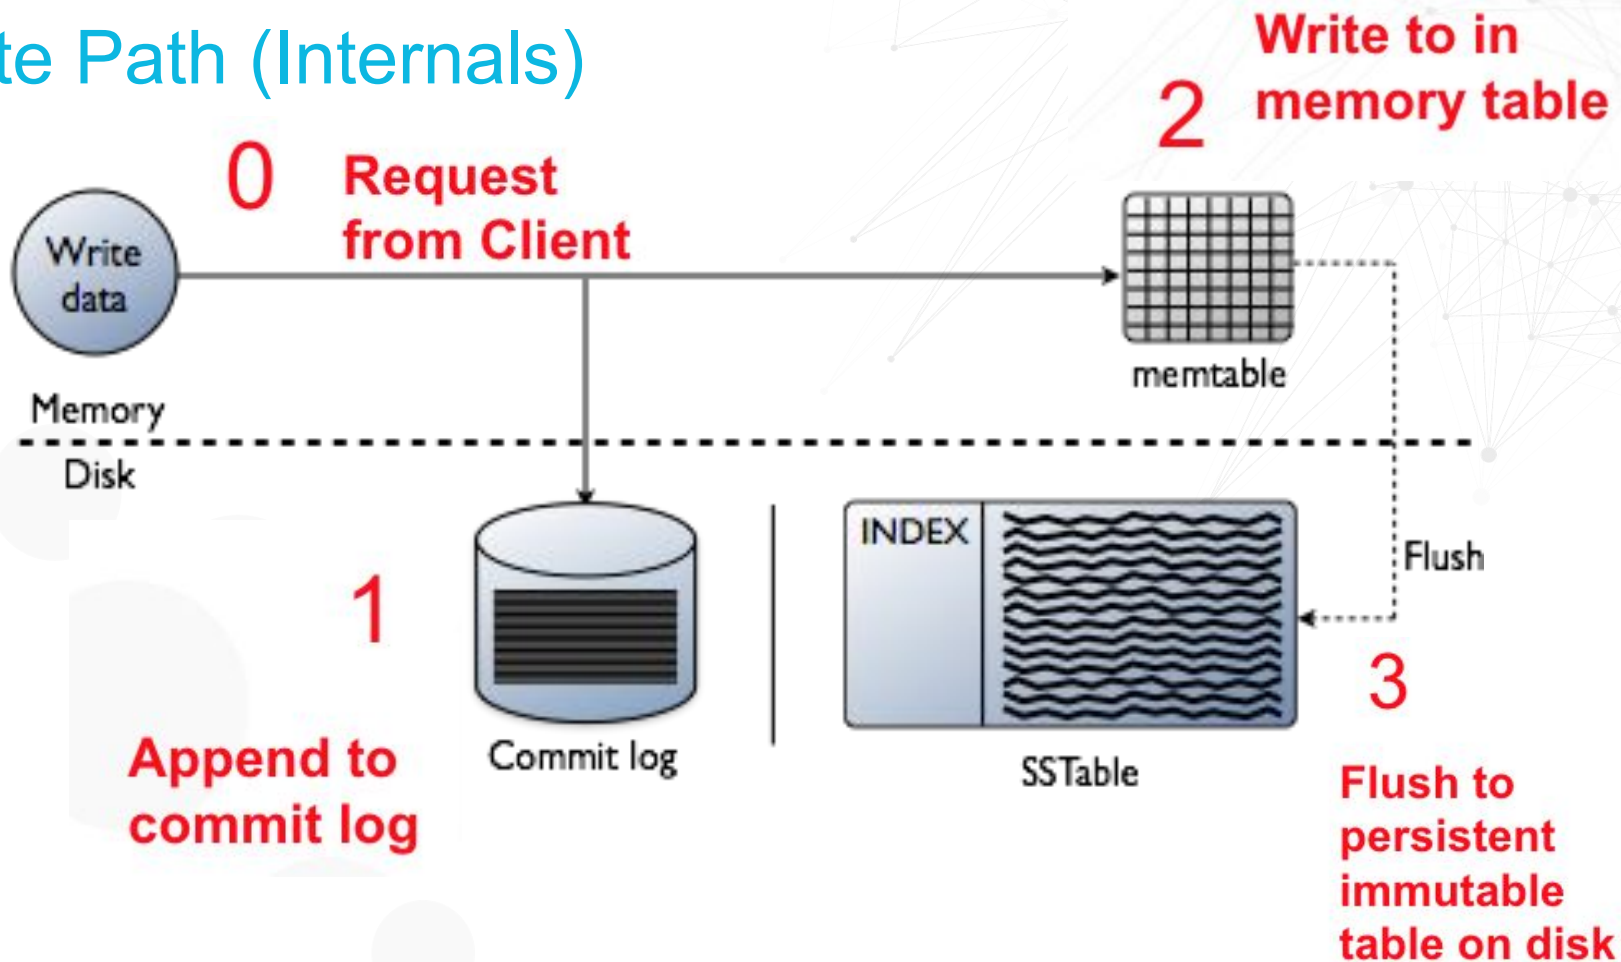 te Path (Internals)
Write to in
memory table
2
0
Request
from Client
Write
data
memtable
Memory
Disk
INDEX
Flush
1
3
Commit log
SSTable
Append to
commit log
Flush to
persistent
immutable
table on disk